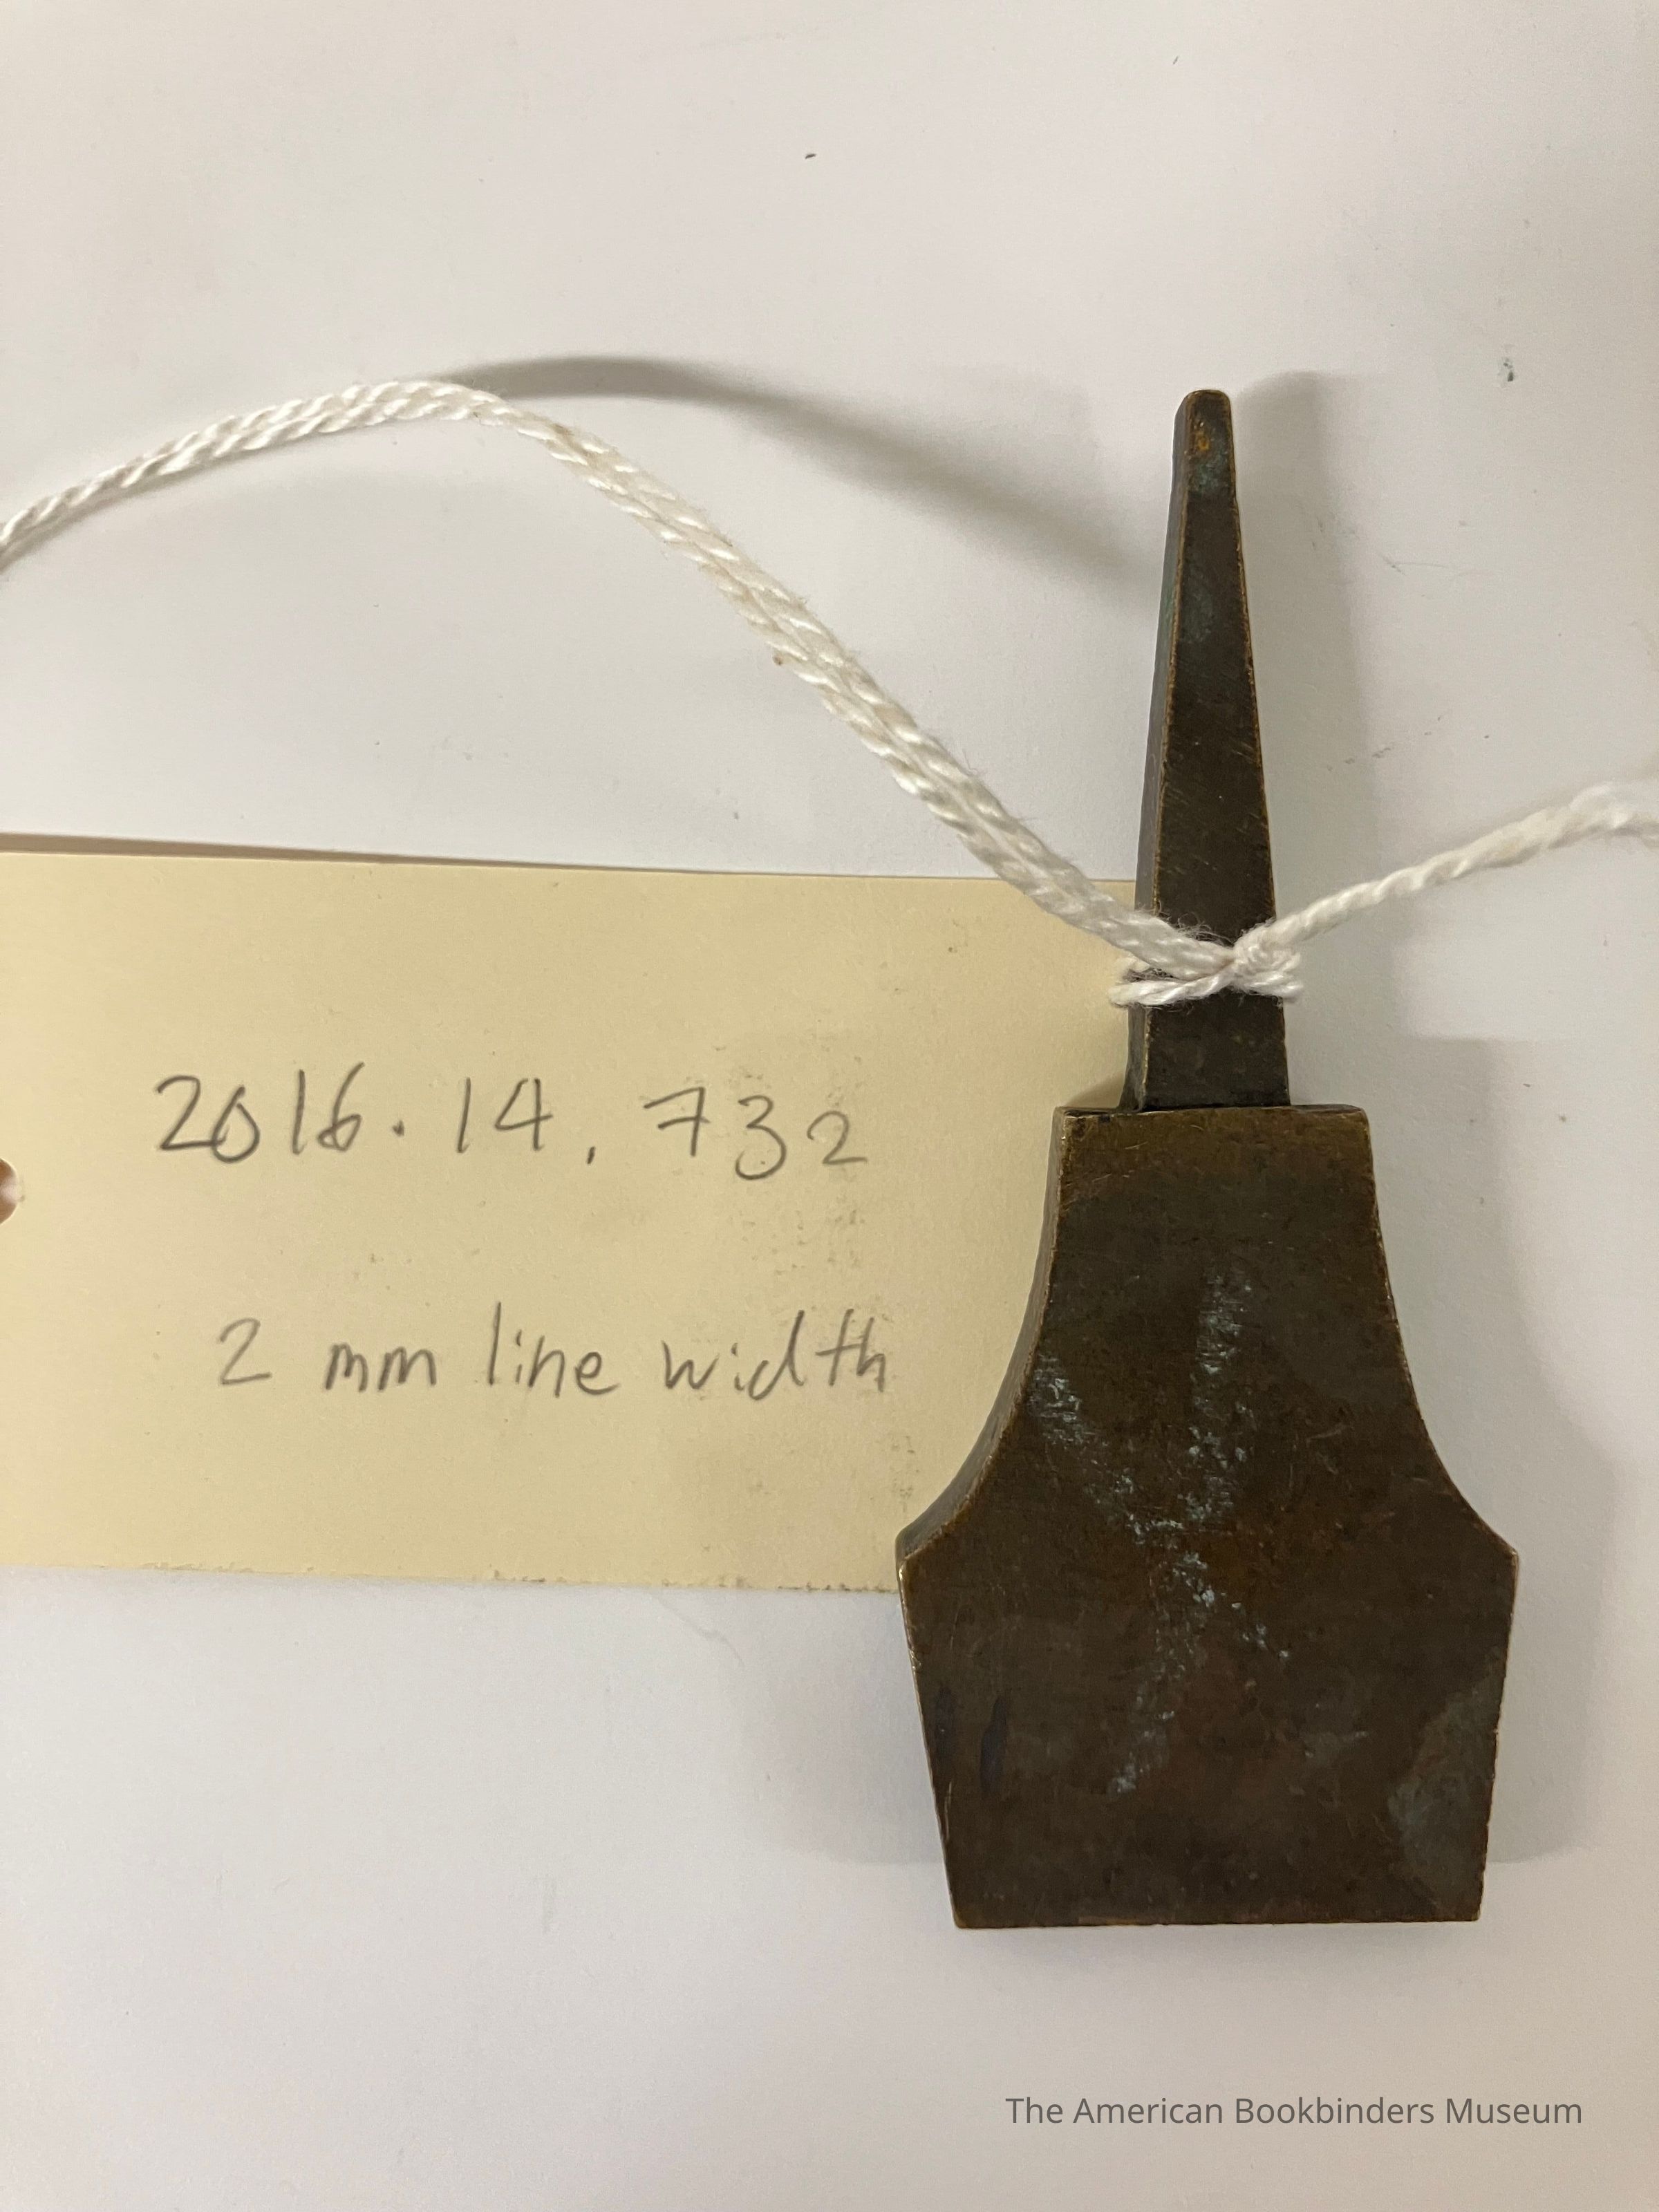 2016.14.732
2 mm line width
The American Bookbinders Museum